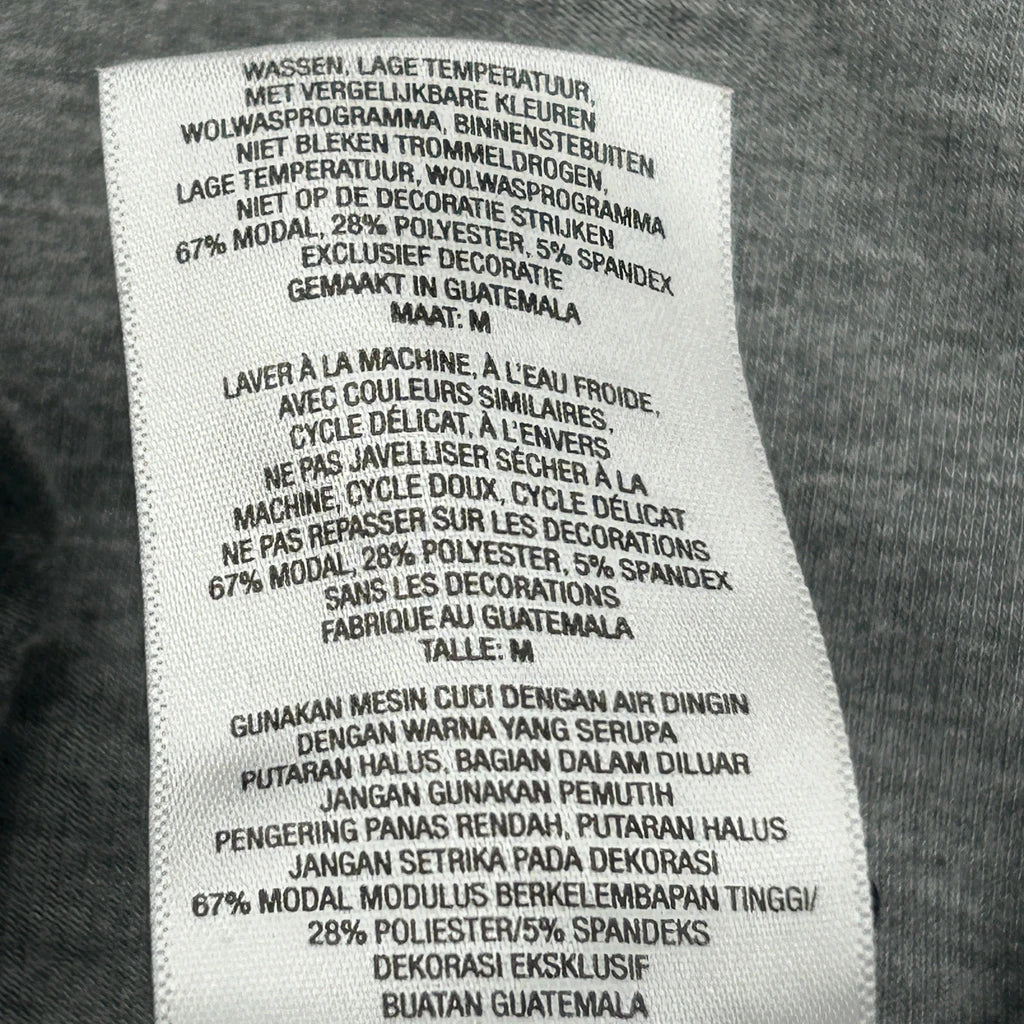 WASSEN, LAGE TEMPERATUUR,
MET VERGELIJKBARE KLEUREN
WOLWASPROGRAMMA, BINNENSTEBUITEN
NIET BLEKEN TROMMELDROGEN,
LAGE TEMPERATUUR, WOLWASPROGRAMMA
NIET OP DE DECORATIE STRIJKEN
67% MODAL, 28% POLYESTER, 5% SPANDEX
EXCLUSIEF DECORATIE
GEMAAKT IN GUATEMALA
MAAT: M
LAVER À LA MACHINE, À L'EAU FROIDE,
AVEC COULEURS SIMILAIRES,
CYCLE DÉLICAT, À L'ENVERS
NE PAS JAVELLISER SÉCHER À LA
MACHINE, CYCLE DOUX, CYCLE DÉLICAT
NE PAS REPASSER SUR LES DECORATIONS
67% MODAL, 28% POLYESTER, 5% SPANDEX
SANS LES DECORATIONS
FABRIQUE AU GUATEMALA
TALLE: M
GUNAKAN MESIN CUCI DENGAN AIR DINGIN
DENGAN WARNA YANG SERUPA
PUTARAN HALUS, BAGIAN DALAM DILUAR
JANGAN GUNAKAN PEMUTIH
PENGERING PANAS RENDAH, PUTARAN HALUS
JANGAN SETRIKA PADA DEKORASI
67% MODAL MODULUS BERKELEMBAPAN TINGGI/
28% POLIESTER/5% SPANDEKS
DEKORASI EKSKLUSIF
BUATAN GUATEMALA